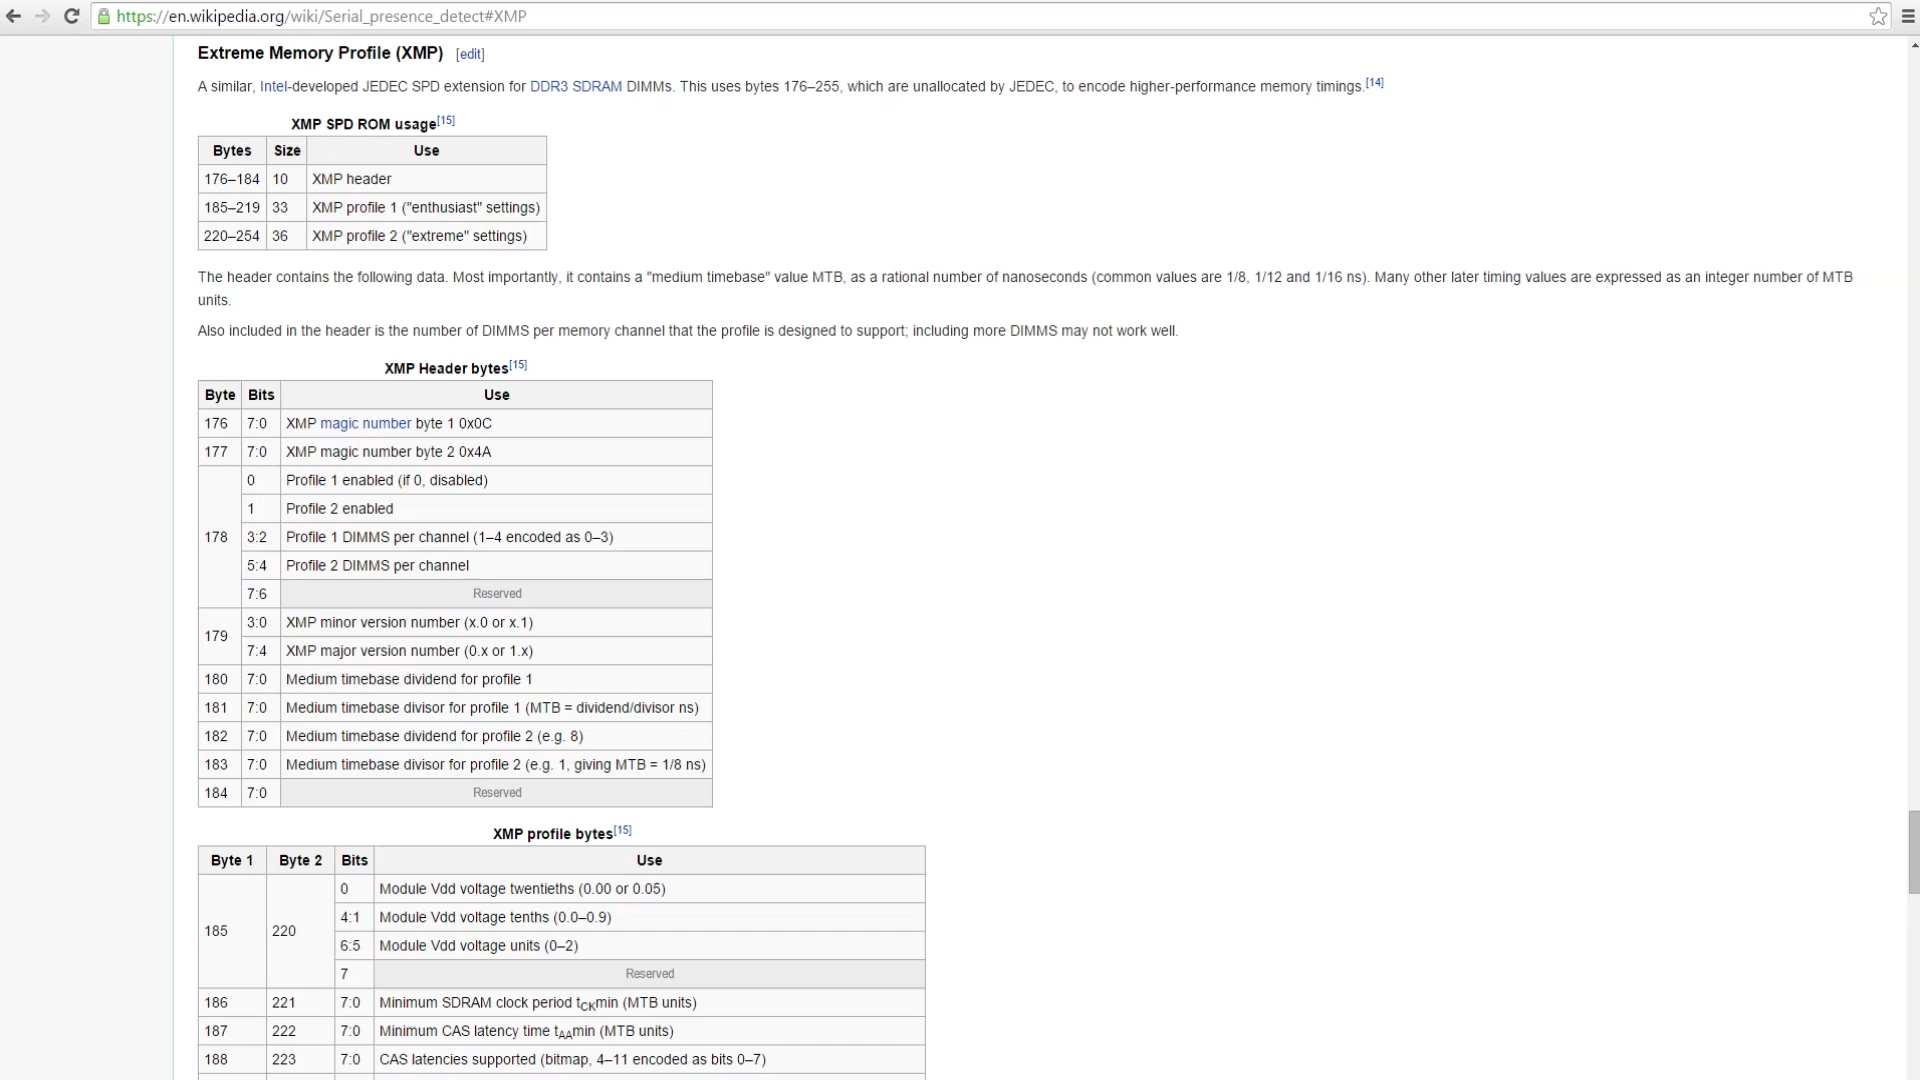 https://en.wikipedia.org/wiki/Serial_presence_detect#XMP
Extreme Memory Profile (XMP) [edit]
A similar, Intel-developed JEDEC SPD extension for DDR3 SDRAM DIMMs. This uses bytes 176–255, which are unallocated by JEDEC, to encode higher-performance memory timings.[14]
XMP SPD ROM usage[15]
Bytes Size Use
176–184 10 XMP header
185–219 33 XMP profile 1 ("enthusiast" settings)
220–254 36 XMP profile 2 ("extreme" settings)
The header contains the following data. Most importantly, it contains a "medium timebase" value MTB, as a rational number of nanoseconds (common values are 1/8, 1/12 and 1/16 ns). Many other later timing values are expressed as an integer number of MTB
units.
Also included in the header is the number of DIMMS per memory channel that the profile is designed to support; including more DIMMS may not work well.
XMP Header bytes[15]
Byte Bits Use
176 7:0 XMP magic number byte 1 0x0C
177 7:0 XMP magic number byte 2 0x4A
178 0 Profile 1 enabled (if 0, disabled)
1 Profile 2 enabled
3:2 Profile 1 DIMMS per channel (1–4 encoded as 0–3)
5:4 Profile 2 DIMMS per channel
7:6 Reserved
179 3:0 XMP minor version number (x.0 or x.1)
7:4 XMP major version number (0.x or 1.x)
180 7:0 Medium timebase dividend for profile 1
181 7:0 Medium timebase divisor for profile 1 (MTB = dividend/divisor ns)
182 7:0 Medium timebase dividend for profile 2 (e.g. 8)
183 7:0 Medium timebase divisor for profile 2 (e.g. 1, giving MTB = 1/8 ns)
184 7:0 Reserved
XMP profile bytes[15]
Byte 1 Byte 2 Bits Use
185 220 0 Module Vdd voltage twentieths (0.00 or 0.05)
4:1 Module Vdd voltage tenths (0.0–0.9)
6:5 Module Vdd voltage units (0–2)
7 Reserved
186 221 7:0 Minimum SDRAM clock period tCKmin (MTB units)
187 222 7:0 Minimum CAS latency time tAAmin (MTB units)
188 223 7:0 CAS latencies supported (bitmap, 4–11 encoded as bits 0–7)